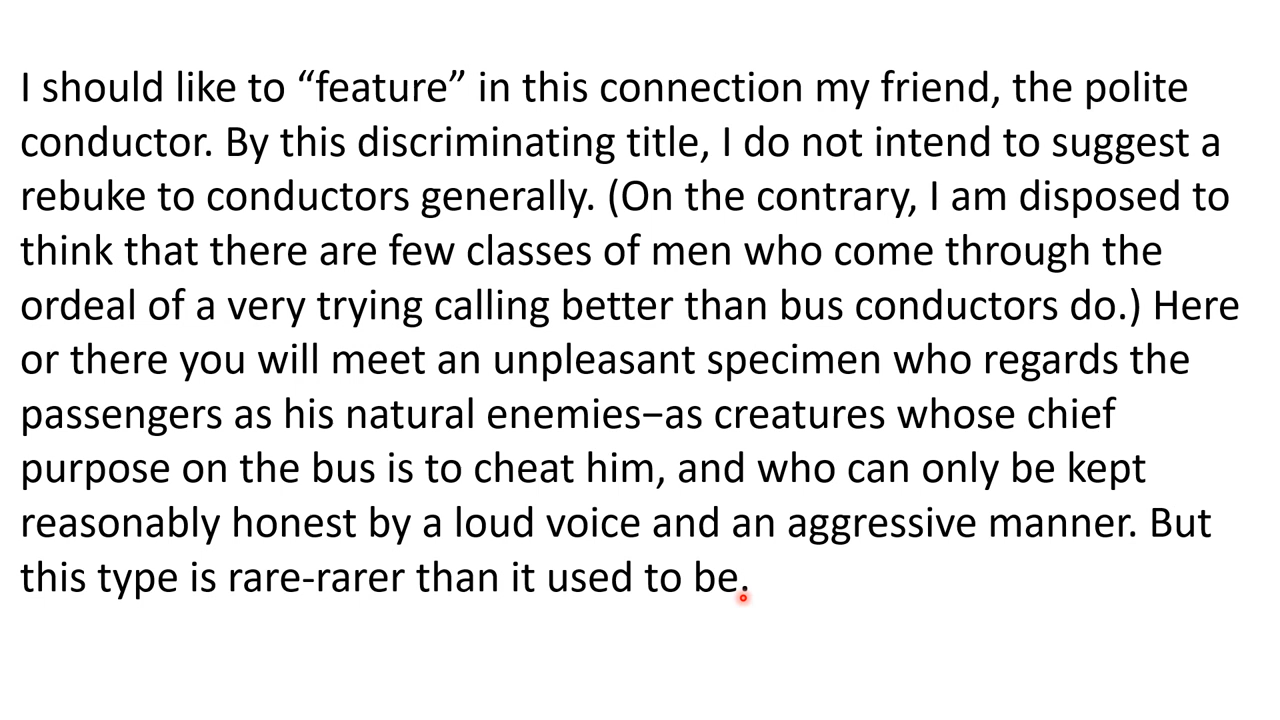 I should like to “feature” in this connection my friend, the polite
conductor. By this discriminating title, I do not intend to suggest a
rebuke to conductors generally. (On the contrary, I am disposed to
think that there are few classes of men who come through the
ordeal of a very trying calling better than bus conductors do.) Here
or there you will meet an unpleasant specimen who regards the
passengers as his natural enemies–as creatures whose chief
purpose on the bus is to cheat him, and who can only be kept
reasonably honest by a loud voice and an aggressive manner. But
this type is rare-rarer than it used to be.